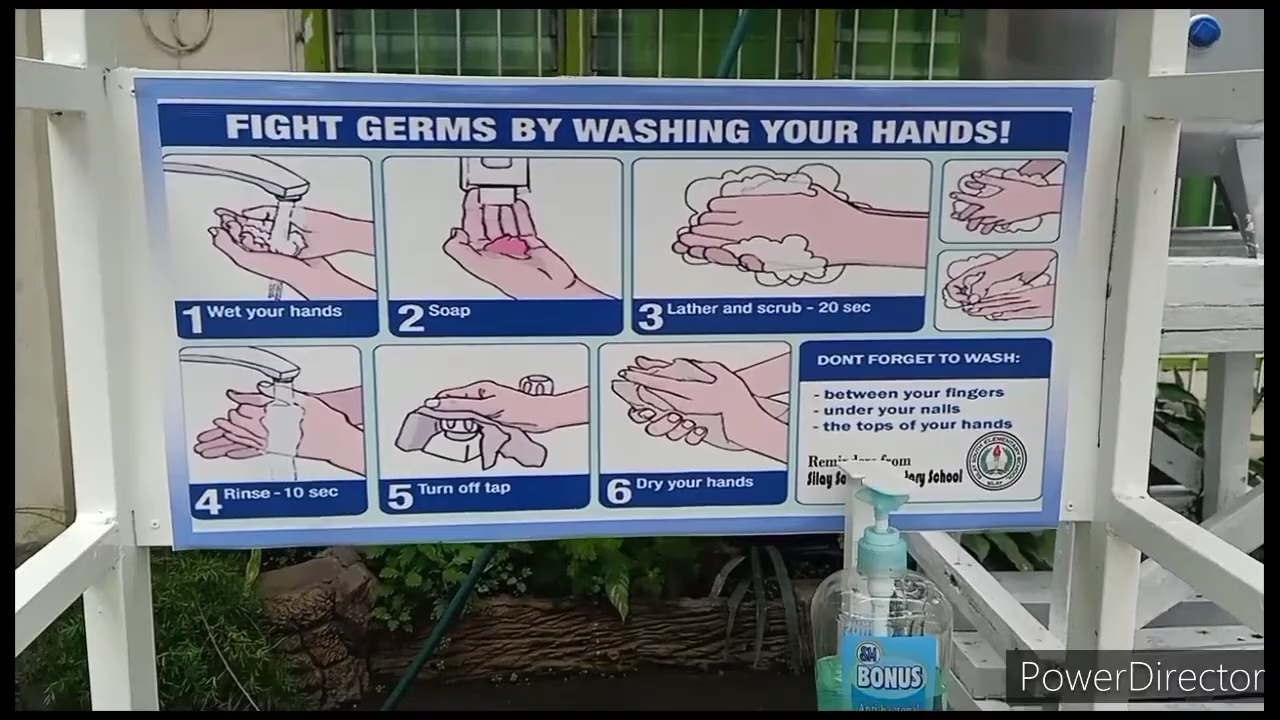 FIGHT GERMS BY WASHING YOUR HANDS!
1 Wet your hands
2 Soap
3 Lather and scrub - 20 sec
4 Rinse - 10 sec
5 Turn off tap
6 Dry your hands
DONT FORGET TO WASH:
- between your fingers
- under your nails
- the tops of your hands
from
Silay School
SM
BONUS
PowerDirector